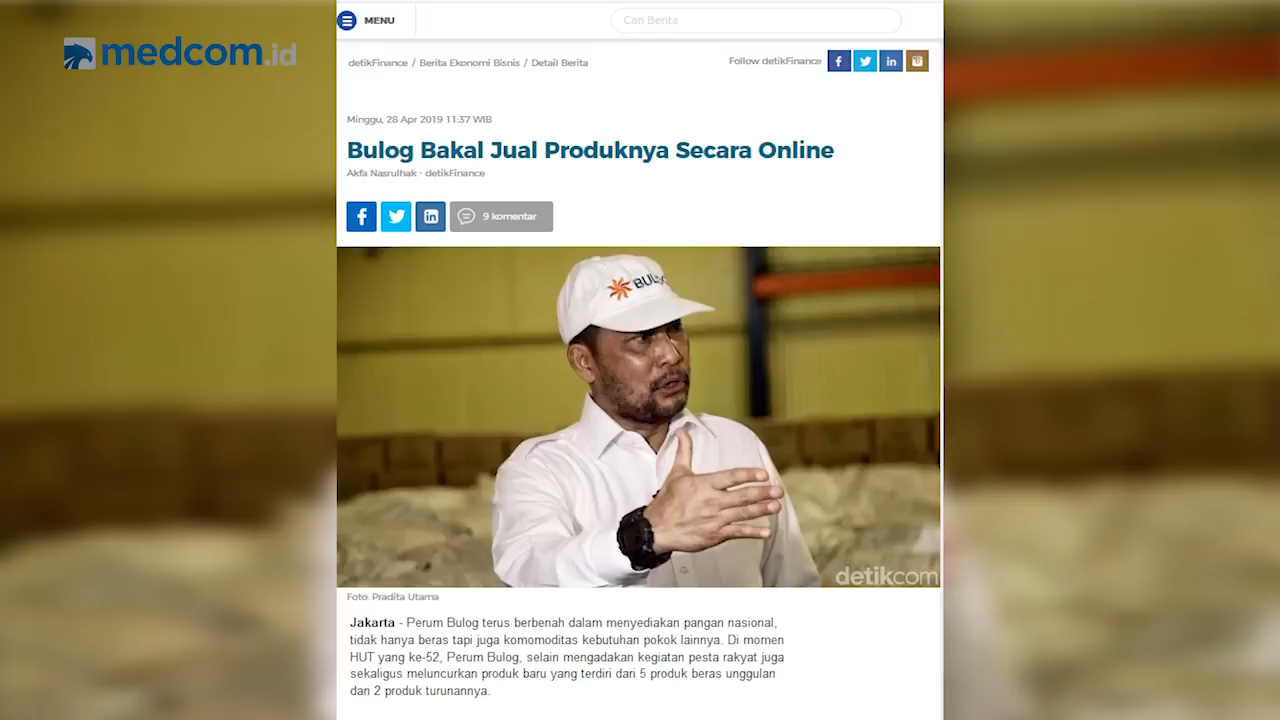 medcom.id
MENU
Cari Berita
detikFinance / Berita Ekonomi Bisnis / Detail Berita
Follow detikFinance
Minggu, 28 Apr 2019 11:37 WIB
Bulog Bakal Jual Produknya Secara Online
Akfa Nasrulhak - detikFinance
9 komentar
BULOG
detikcom
Foto: Pradita Utama
Jakarta - Perum Bulog terus berbenah dalam menyediakan pangan nasional,
tidak hanya beras tapi juga komomoditas kebutuhan pokok lainnya. Di momen
HUT yang ke-52, Perum Bulog, selain mengadakan kegiatan pesta rakyat juga
sekaligus meluncurkan produk baru yang terdiri dari 5 produk beras unggulan
dan 2 produk turunannya.